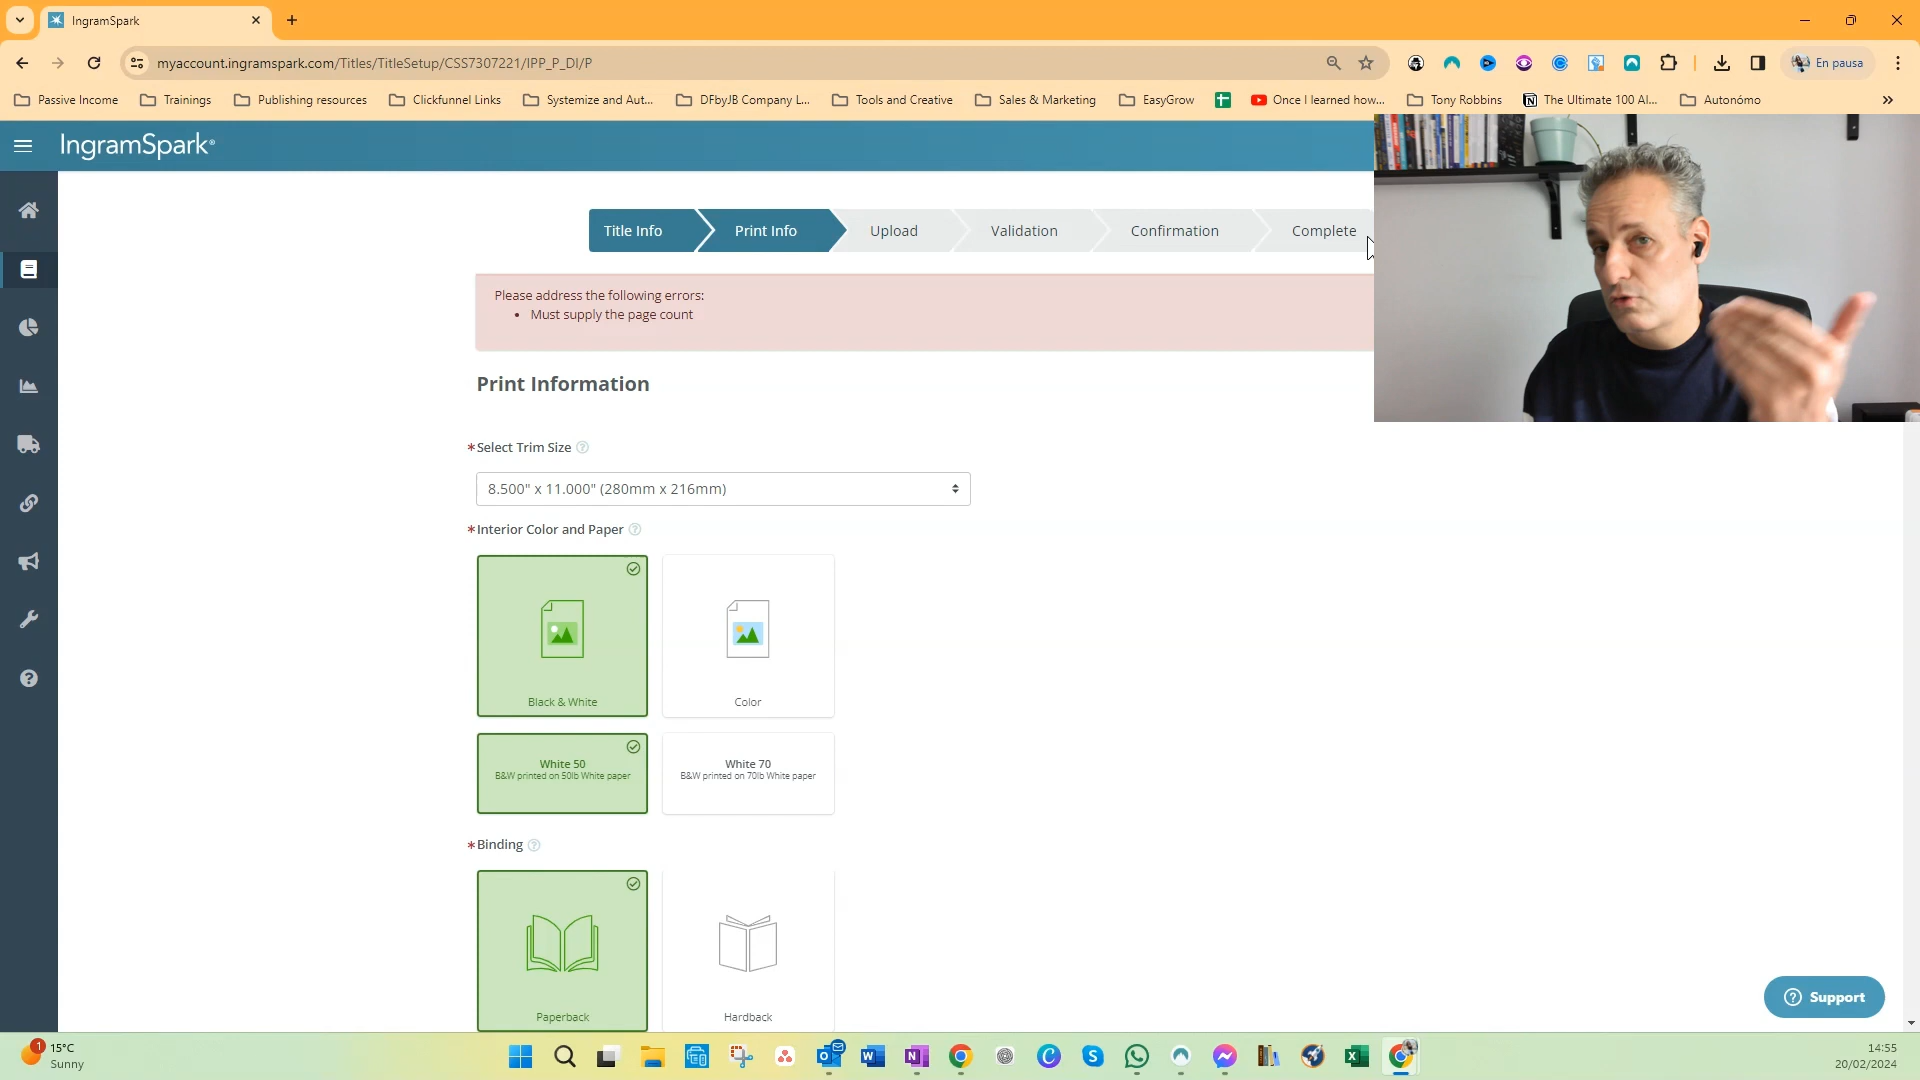 IngramSpark
myaccount.ingramspark.com/Titles/TitleSetup/CSS7307221/IPP_P_DI/P
En pausa
Passive Income
Trainings
Publishing resources
Clickfunnel Links
Systemize and Aut...
DFbyJB Company L...
Tools and Creative
Sales & Marketing
EasyGrow
Once I learned how...
Tony Robbins
The Ultimate 100 AI...
Autonómo
IngramSpark®
Title Info
Print Info
Upload
Validation
Confirmation
Complete
Please address the following errors:
• Must supply the page count
Print Information
*Select Trim Size
8.500" x 11.000" (280mm x 216mm)
*Interior Color and Paper
Black & White
Color
White 50
B&W printed on 50lb White paper
White 70
B&W printed on 70lb White paper
*Binding
Paperback
Hardback
Support
1
15°C
Sunny
14:55
20/02/2024